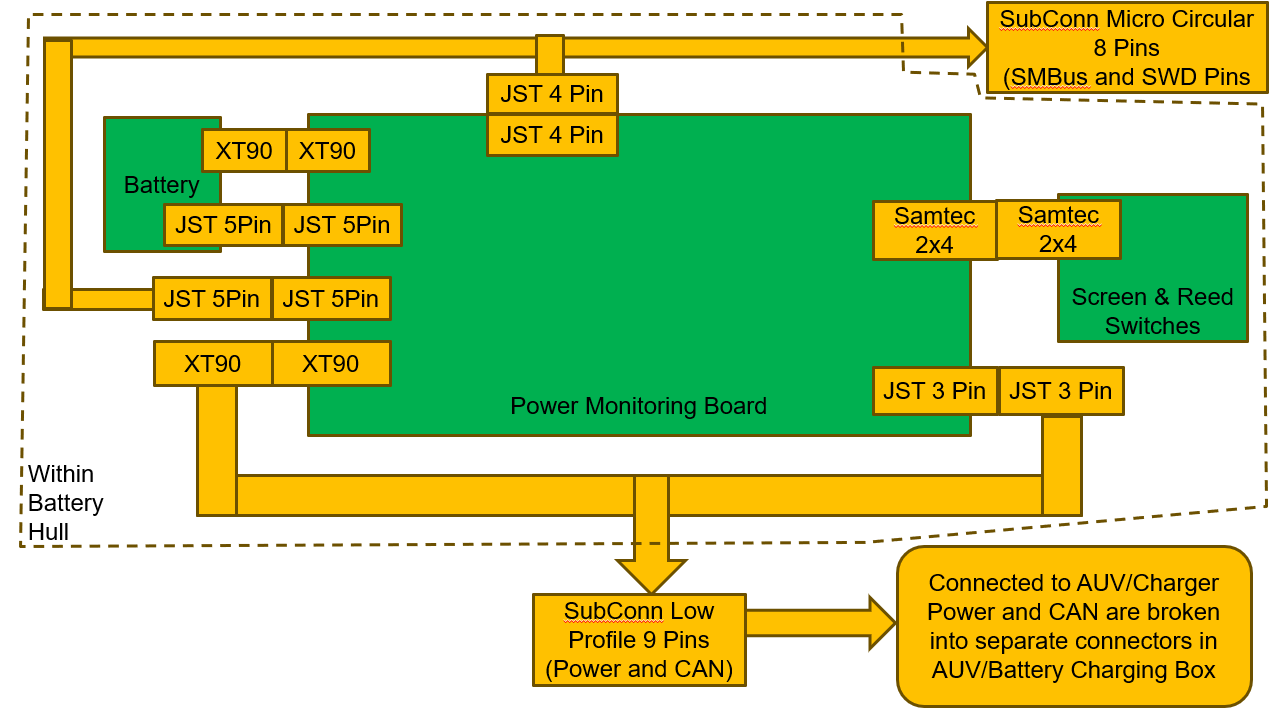 SubConn Micro Circular
8 Pins
(SMBus and SWD Pins
JST 4 Pin
JST 4 Pin
XT90
XT90
Battery
JST 5Pin
JST 5Pin
Samtec
2x4
Samtec
2x4
JST 5Pin
JST 5Pin
Screen & Reed
Switches
XT90
XT90
JST 3 Pin
JST 3 Pin
Power Monitoring Board
Within
Battery
Hull
SubConn Low
Profile 9 Pins
(Power and CAN)
Connected to AUV/Charger
Power and CAN are broken
into separate connectors in
AUV/Battery Charging Box